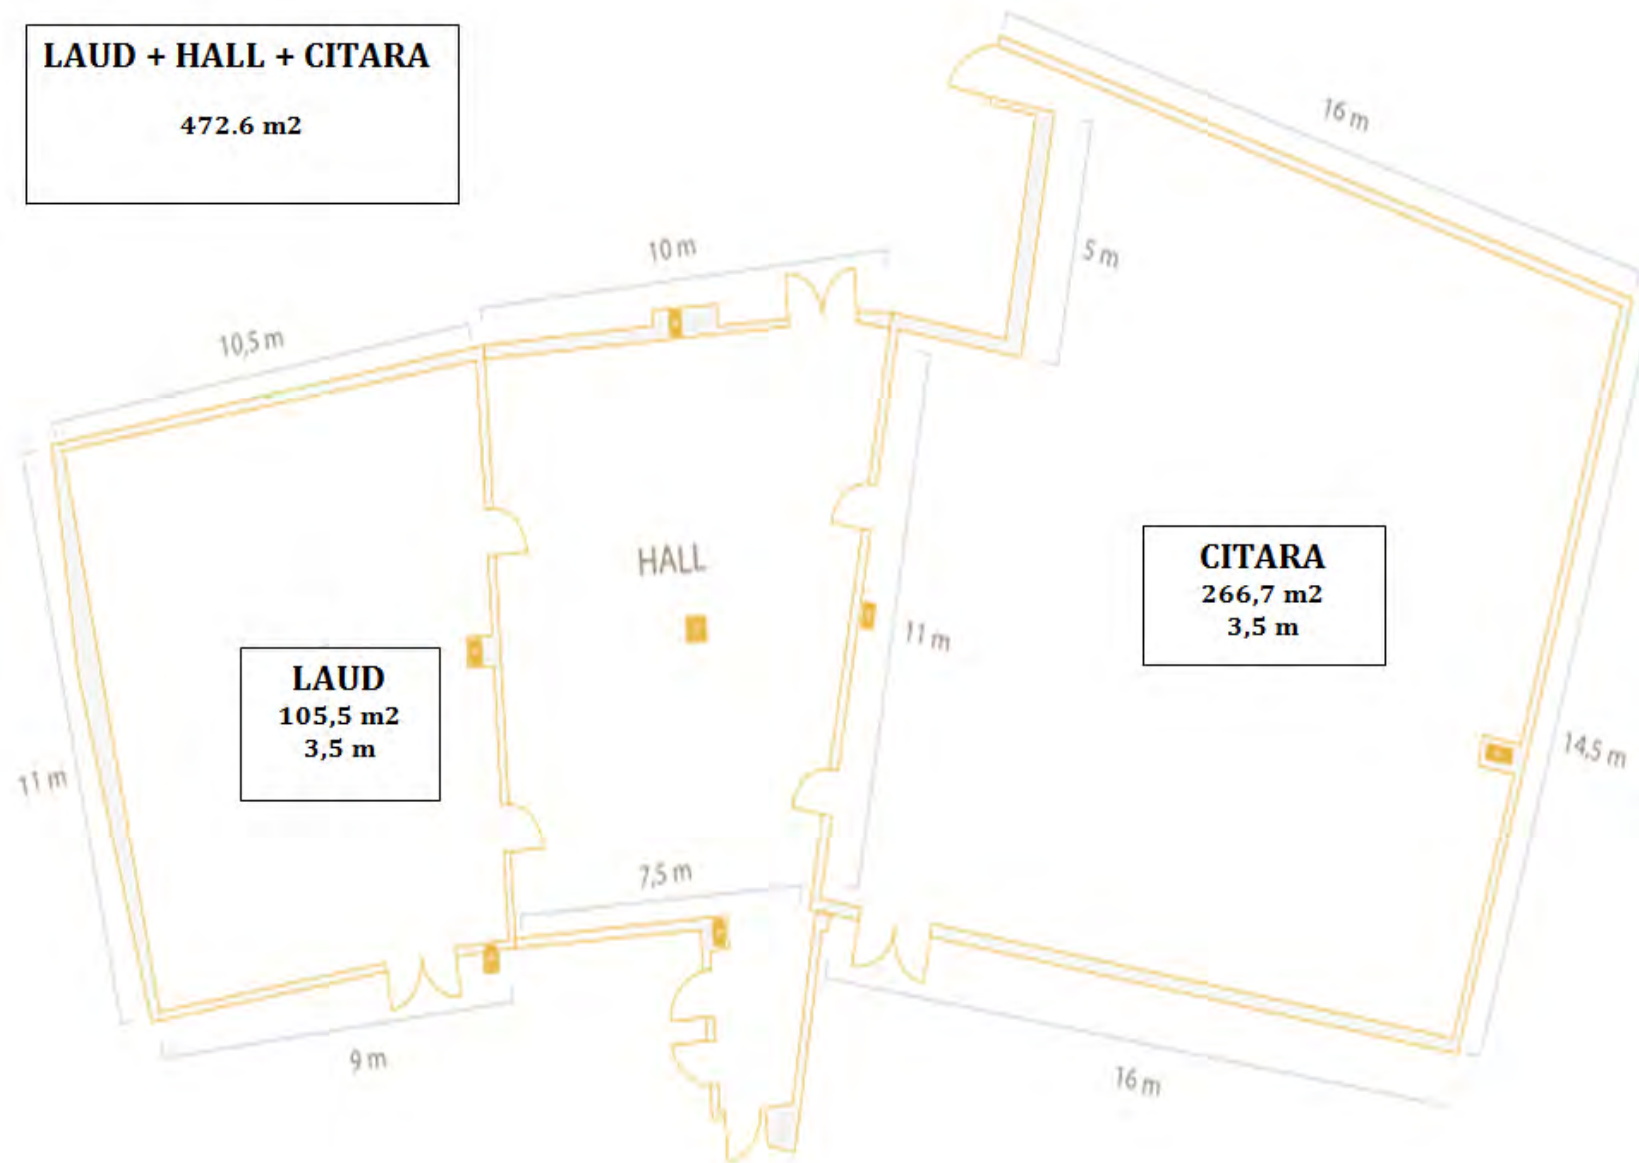 LAUD + HALL + CITARA
472.6 m2
16 m
10 m
5 m
10,5 m
HALL
CITARA
266,7 m2
3,5 m
11 m
LAUD
105,5 m2
3,5 m
14,5 m
11 m
7,5 m
9 m
16 m